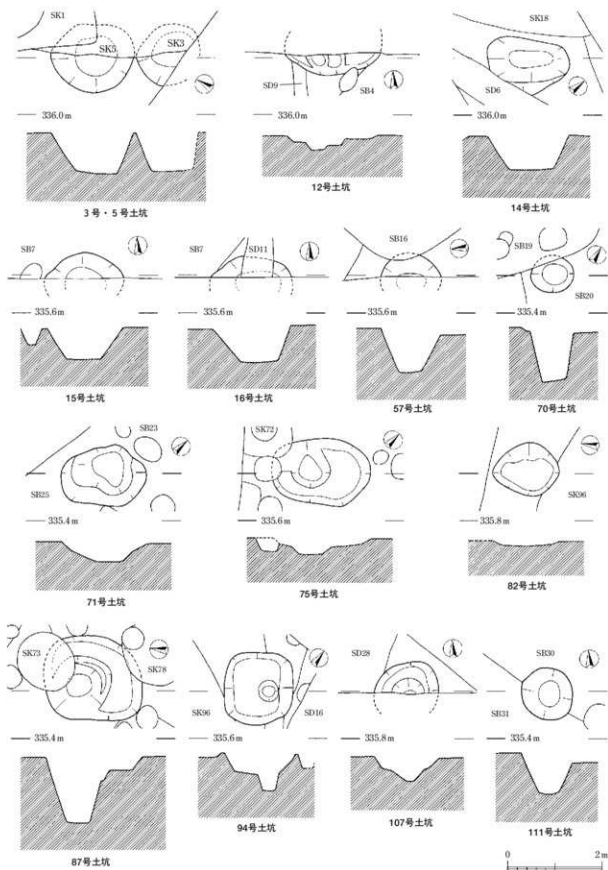 SK1
SK5
SK3
336.0m
3号・5号土坑
SD9
SB4
336.0m
12号土坑
SK18
SD6
336.0m
14号土坑
SB7
335.6m
15号土坑
SB7
SD11
335.6m
16号土坑
SB16
335.6m
57号土坑
SB19
SB20
335.4m
70号土坑
SB23
SB25
335.4m
71号土坑
SK72
335.6m
75号土坑
SK96
335.8m
82号土坑
SK73
SK78
335.4m
87号土坑
SK96
SD16
335.6m
94号土坑
SD28
335.8m
107号土坑
SB30
SB31
335.4m
111号土坑
0 2m